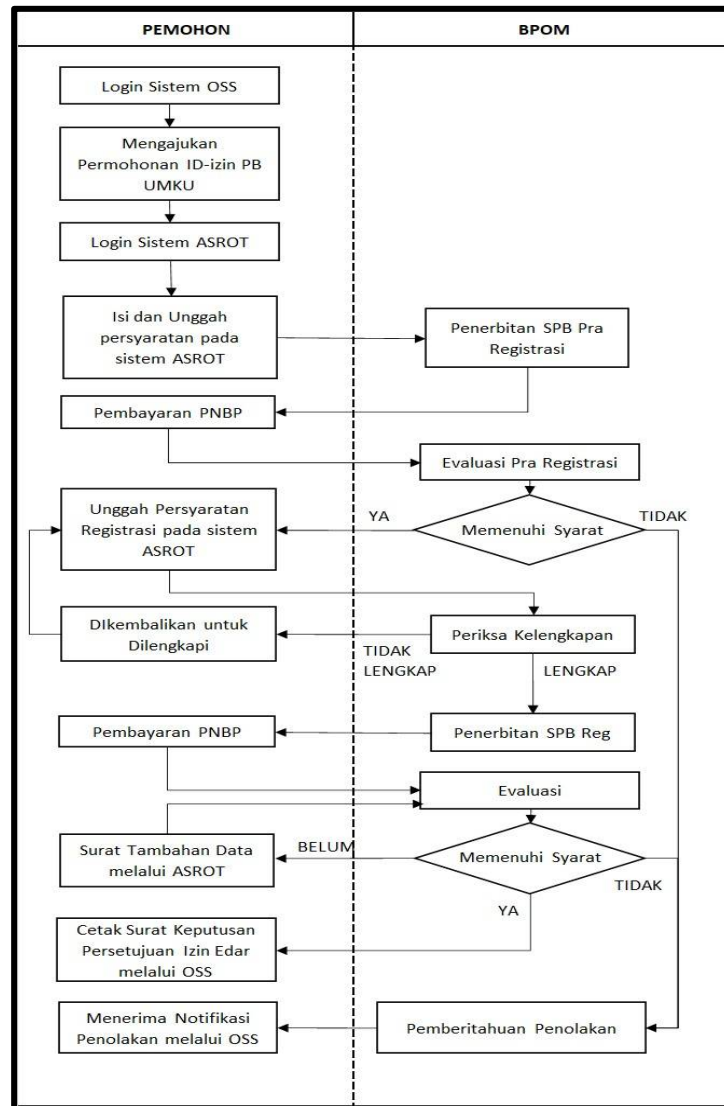 PEMOHON
BPOM
Login Sistem OSS
Mengajukan
Permohonan ID-izin PB
UMKU
Login Sistem ASROT
Isi dan Unggah
persyaratan pada
sistem ASROT
Penerbitan SPB Pra
Registrasi
Pembayaran PNBP
Evaluasi Pra Registrasi
Unggah Persyaratan
Registrasi pada sistem
ASROT
YA
Memenuhi Syarat
TIDAK
DIkembalikan untuk
Dilengkapi
TIDAK
LENGKAP
Periksa Kelengkapan
LENGKAP
Pembayaran PNBP
Penerbitan SPB Reg
Evaluasi
Surat Tambahan Data
melalui ASROT
BELUM
Memenuhi Syarat
TIDAK
YA
Cetak Surat Keputusan
Persetujuan Izin Edar
melalui OSS
Menerima Notifikasi
Penolakan melalui OSS
Pemberitahuan Penolakan